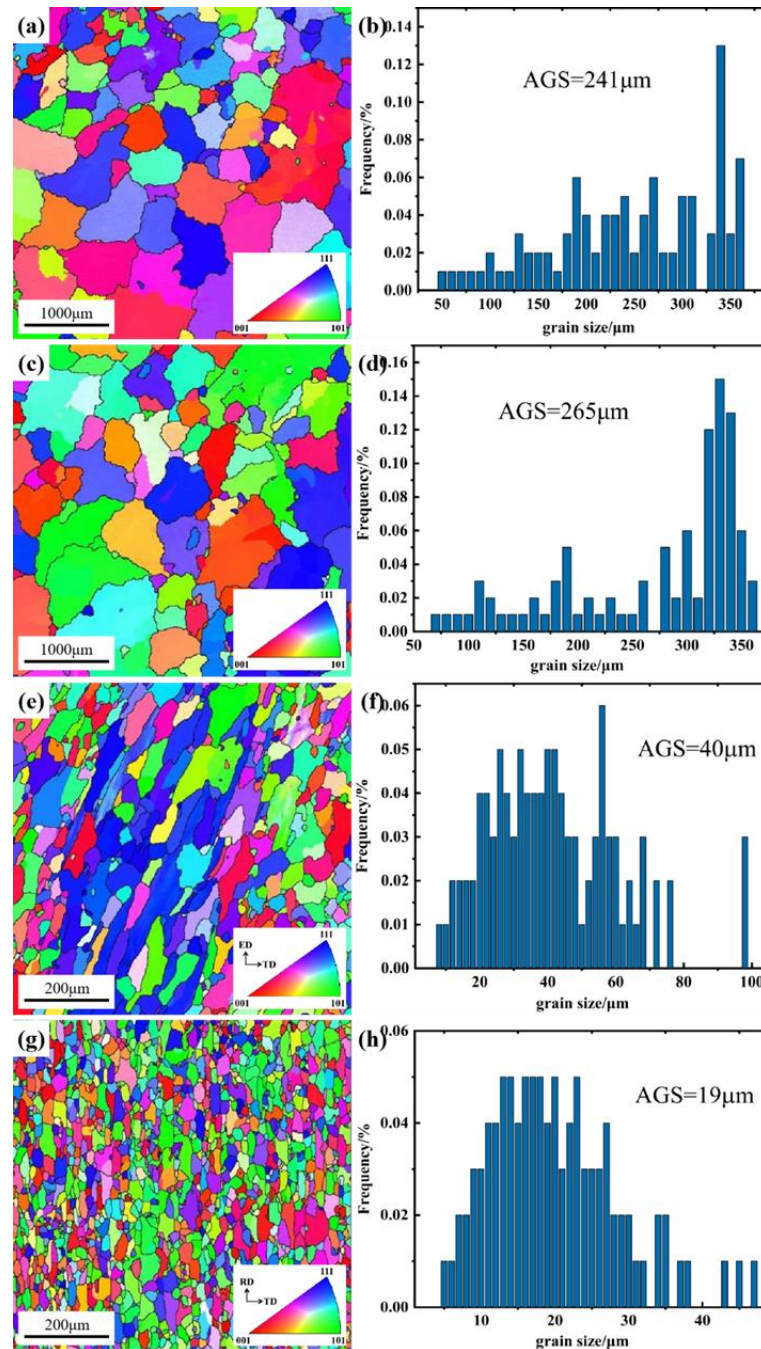 (a)
1000μm
111
001
101
(b)
AGS=241μm
Frequency/%
0.14
0.12
0.10
0.08
0.06
0.04
0.02
0.00
50 100 150 200 250 300 350
grain size/μm
(c)
1000μm
111
001
101
(d)
AGS=265μm
Frequency/%
0.16
0.14
0.12
0.10
0.08
0.06
0.04
0.02
0.00
50 100 150 200 250 300 350
grain size/μm
(e)
200μm
ED
TD
111
001
101
(f)
AGS=40μm
Frequency/%
0.06
0.05
0.04
0.03
0.02
0.01
0.00
20 40 60 80 100
grain size/μm
(g)
200μm
RD
TD
111
001
101
(h)
AGS=19μm
Frequency/%
0.06
0.04
0.02
0.00
10 20 30 40
grain size/μm